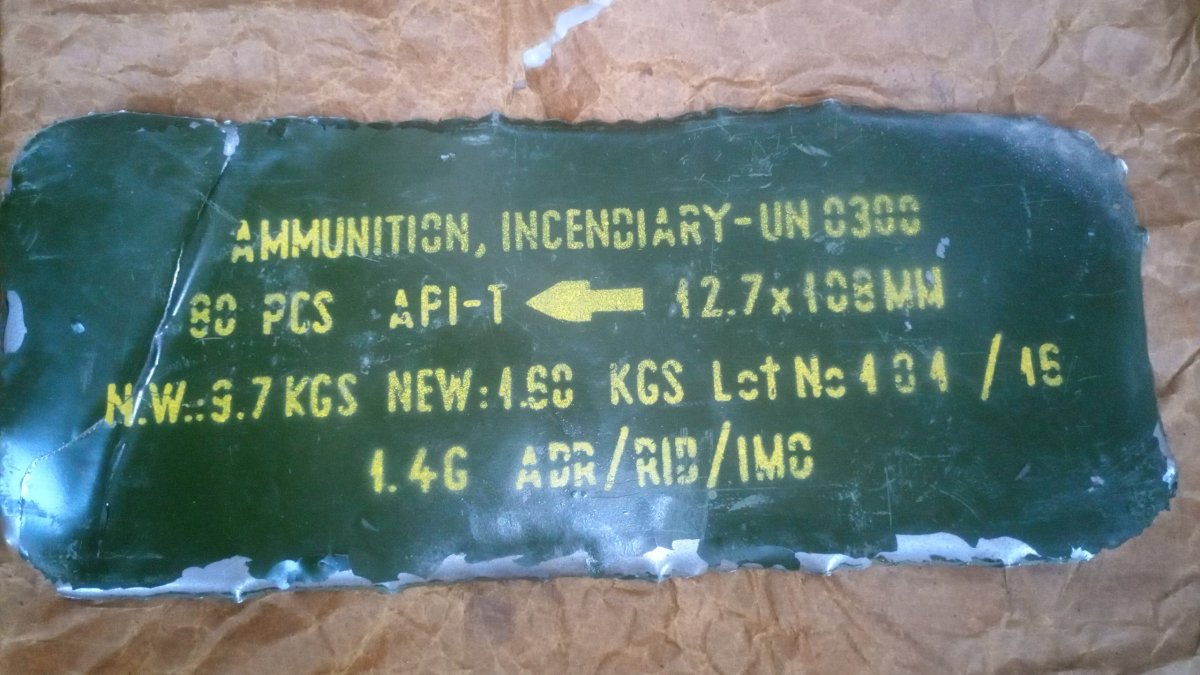 AMMUNITION, INCENDIARY-UN 0300
80 PCS API-T 12.7x108MM
N.W.:9.7 KGS NEW:1.60 KGS Lot No 101 / 15
1.4G ADR/RID/IMO